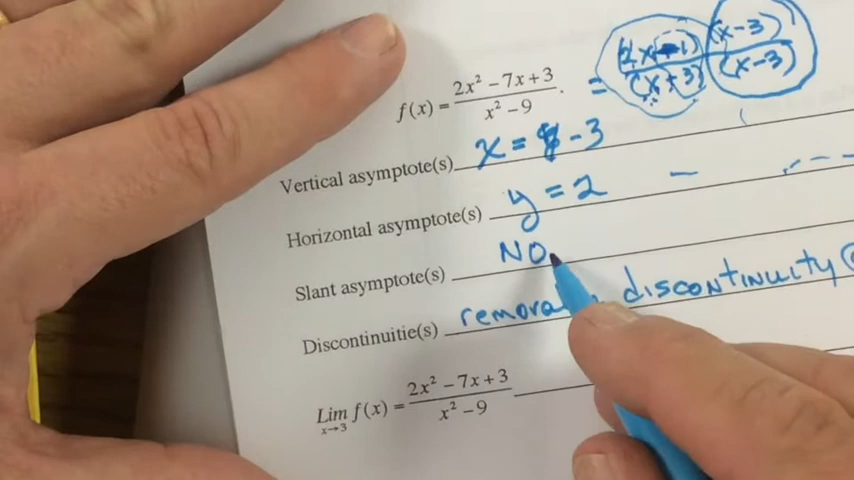 f(x) = (2x² − 7x + 3)/(x² − 9). = (2x-1)/(x+3) (x-3)/(x-3)
Vertical asymptote(s) x = -3
Horizontal asymptote(s) y = 2 -
Slant asymptote(s) NO
Discontinuitie(s) discontinuity @
Lim x→3 f(x) = (2x² − 7x + 3)/(x² − 9)